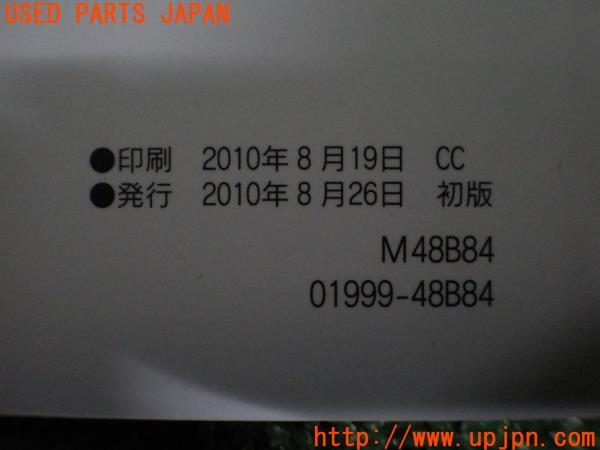 USED PARTS JAPAN
●印刷 2010年8月19日 CC
●発行 2010年8月26日 初版
M48B84
01999-48B84
http://www.upjpn.com